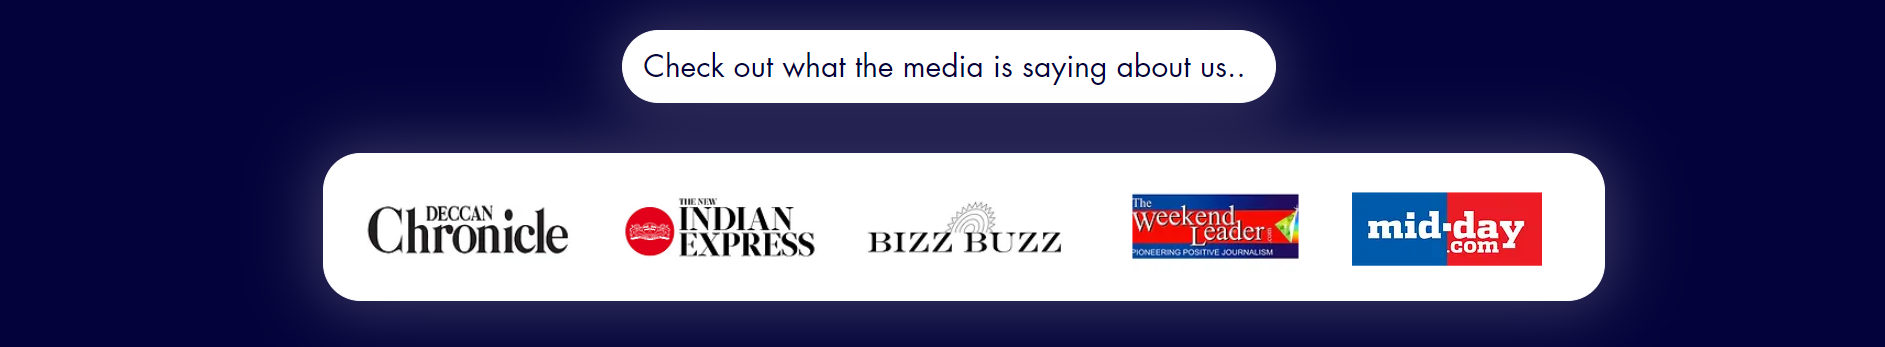 Check out what the media is saying about us..
DECCAN
Chronicle
THE NEW
INDIAN
EXPRESS
BIZZ BUZZ
The
Weekend
Leader.com
PIONEERING POSITIVE JOURNALISM
mid-day
.com